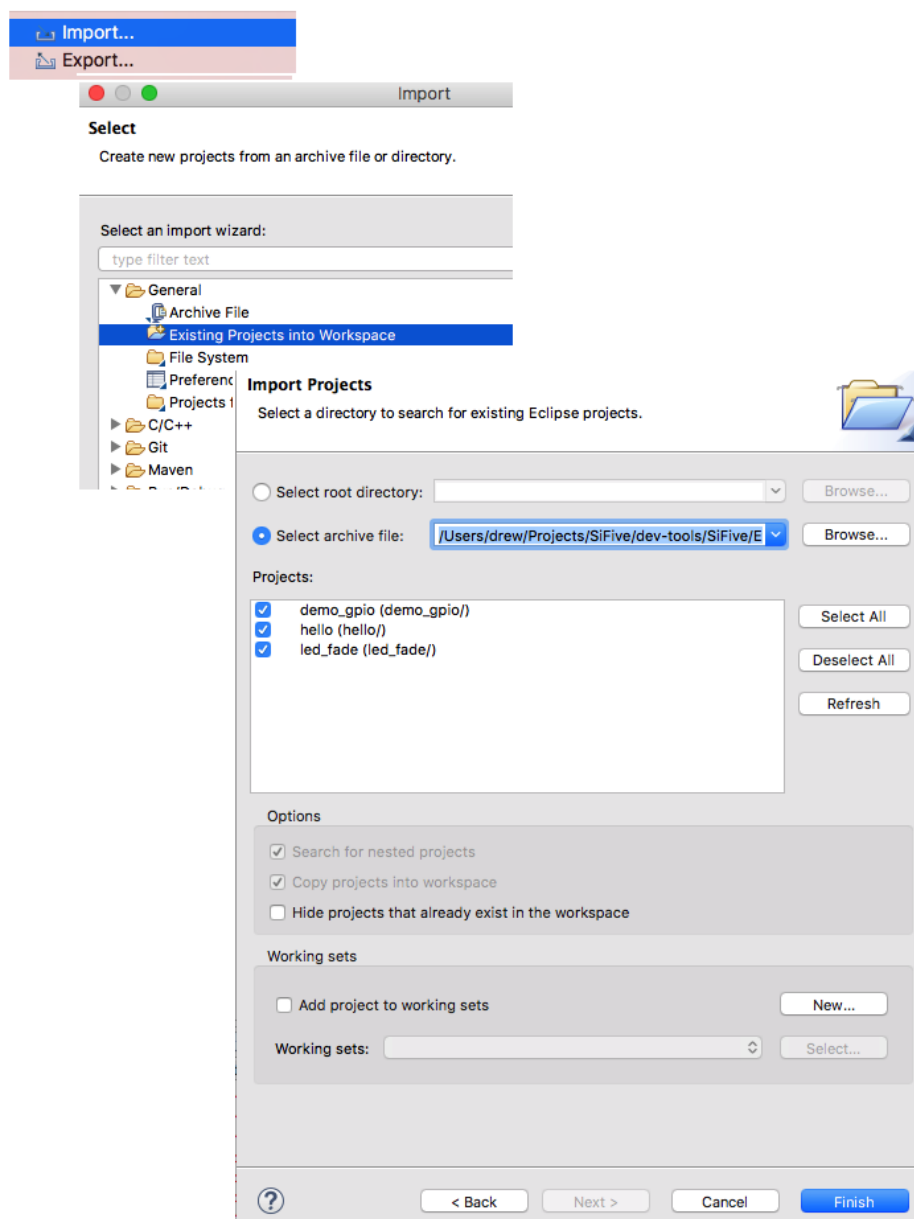 Import...
Export...
Import
Select
Create new projects from an archive file or directory.
Select an import wizard:
type filter text
General
Archive File
Existing Projects into Workspace
File System
Projects
C/C++
Git
Maven
Import Projects
Select a directory to search for existing Eclipse projects.
Select root directory:
Browse...
Select archive file:
/Users/drew/Projects/SiFive/dev-tools/SiFive/E
Browse...
Projects:
demo_gpio (demo_gpio/)
hello (hello/)
led_fade (led_fade/)
Select All
Deselect All
Refresh
Options
Search for nested projects
Copy projects into workspace
Hide projects that already exist in the workspace
Working sets
Add project to working sets
New...
Working sets:
Select...
?
< Back
Next >
Cancel
Finish